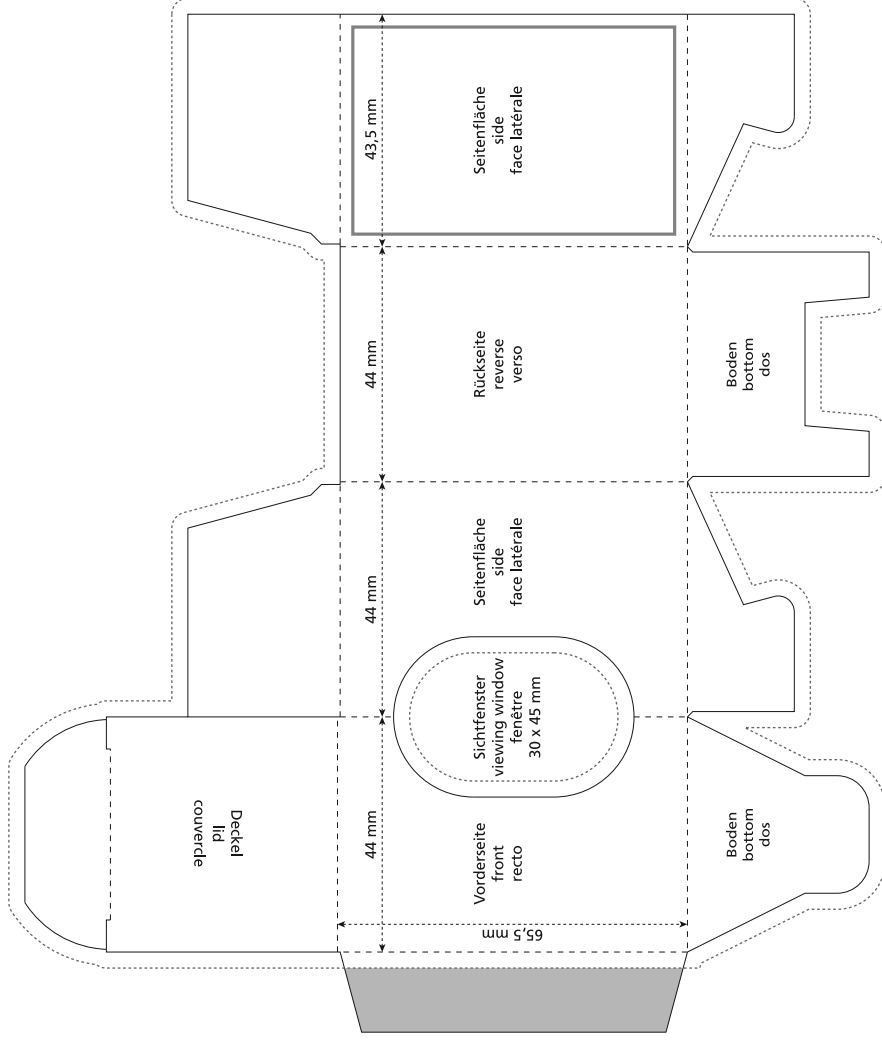 43,5 mm
Seitenfläche
side
face latérale
44 mm
Rückseite
reverse
verso
Boden
bottom
dos
44 mm
Seitenfläche
side
face latérale
Sichtfenster
viewing window
fenêtre
30 x 45 mm
Deckel
lid
couvercle
44 mm
Vorderseite
front
recto
Boden
bottom
dos
65,5 mm